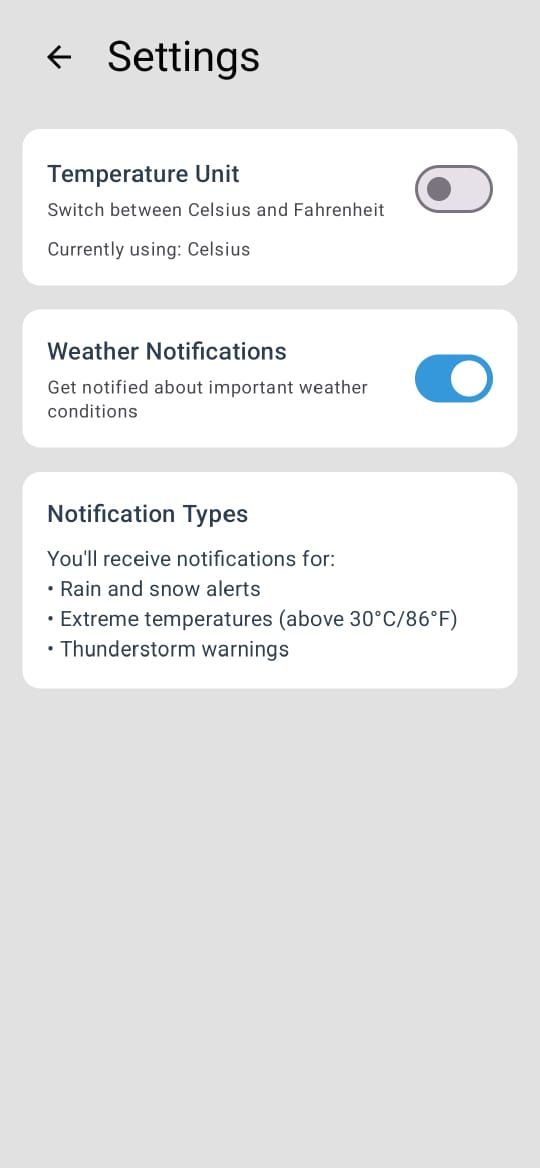 Settings
Temperature Unit
Switch between Celsius and Fahrenheit
Currently using: Celsius
Weather Notifications
Get notified about important weather
conditions
Notification Types
You'll receive notifications for:
• Rain and snow alerts
• Extreme temperatures (above 30°C/86°F)
• Thunderstorm warnings